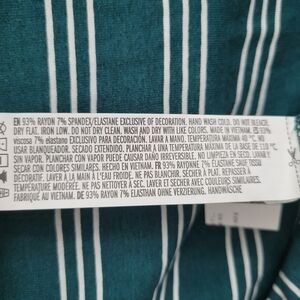 EN 93% RAYON 7% SPANDEX/ELASTANE EXCLUSIVE OF DECORATION. HAND WASH COLD. DO NOT BLEACH.
DRY FLAT. IRON LOW. DO NOT DRY CLEAN. WASH AND DRY WITH LIKE COLORS. MADE IN VIETNAM. ES 93%
viscosa 7% elastano EXCLUSIVO DE DECORACIÓN. LAVAR A MANO. TEMPERATURA MÁXIMA 40 °C. NO
USAR BLANQUEADOR. SECADO EXTENDIDO. PLANCHAR A TEMPERATURA MÁXIMA DE LA BASE DE 110 °C.
SIN VAPOR. PLANCHAR CON VAPOR PUEDE CAUSAR DAÑO IRREVERSIBLE. NO LIMPIEZA EN SECO. LAVAR Y
SECAR CON COLORES SIMILARES. HECHO EN VIETNAM. FR 93% RAYONNE 7% ÉLASTHANNE SAUF TISSU
DÉCORATIF. LAVER À LA MAIN À L'EAU FROIDE. NE PAS BLANCHIR. SÉCHER À PLAT. REPASSER À
TEMPÉRATURE MODÉRÉE. NE PAS NETTOYER À SEC. LAVER ET SÉCHER AVEC COULEURS SIMILAIRES.
FABRIQUÉ AU VIETNAM. DE 93% RAYON 7% ELASTHAN OHNE VERZIERUNG. HANDWÄSCHE